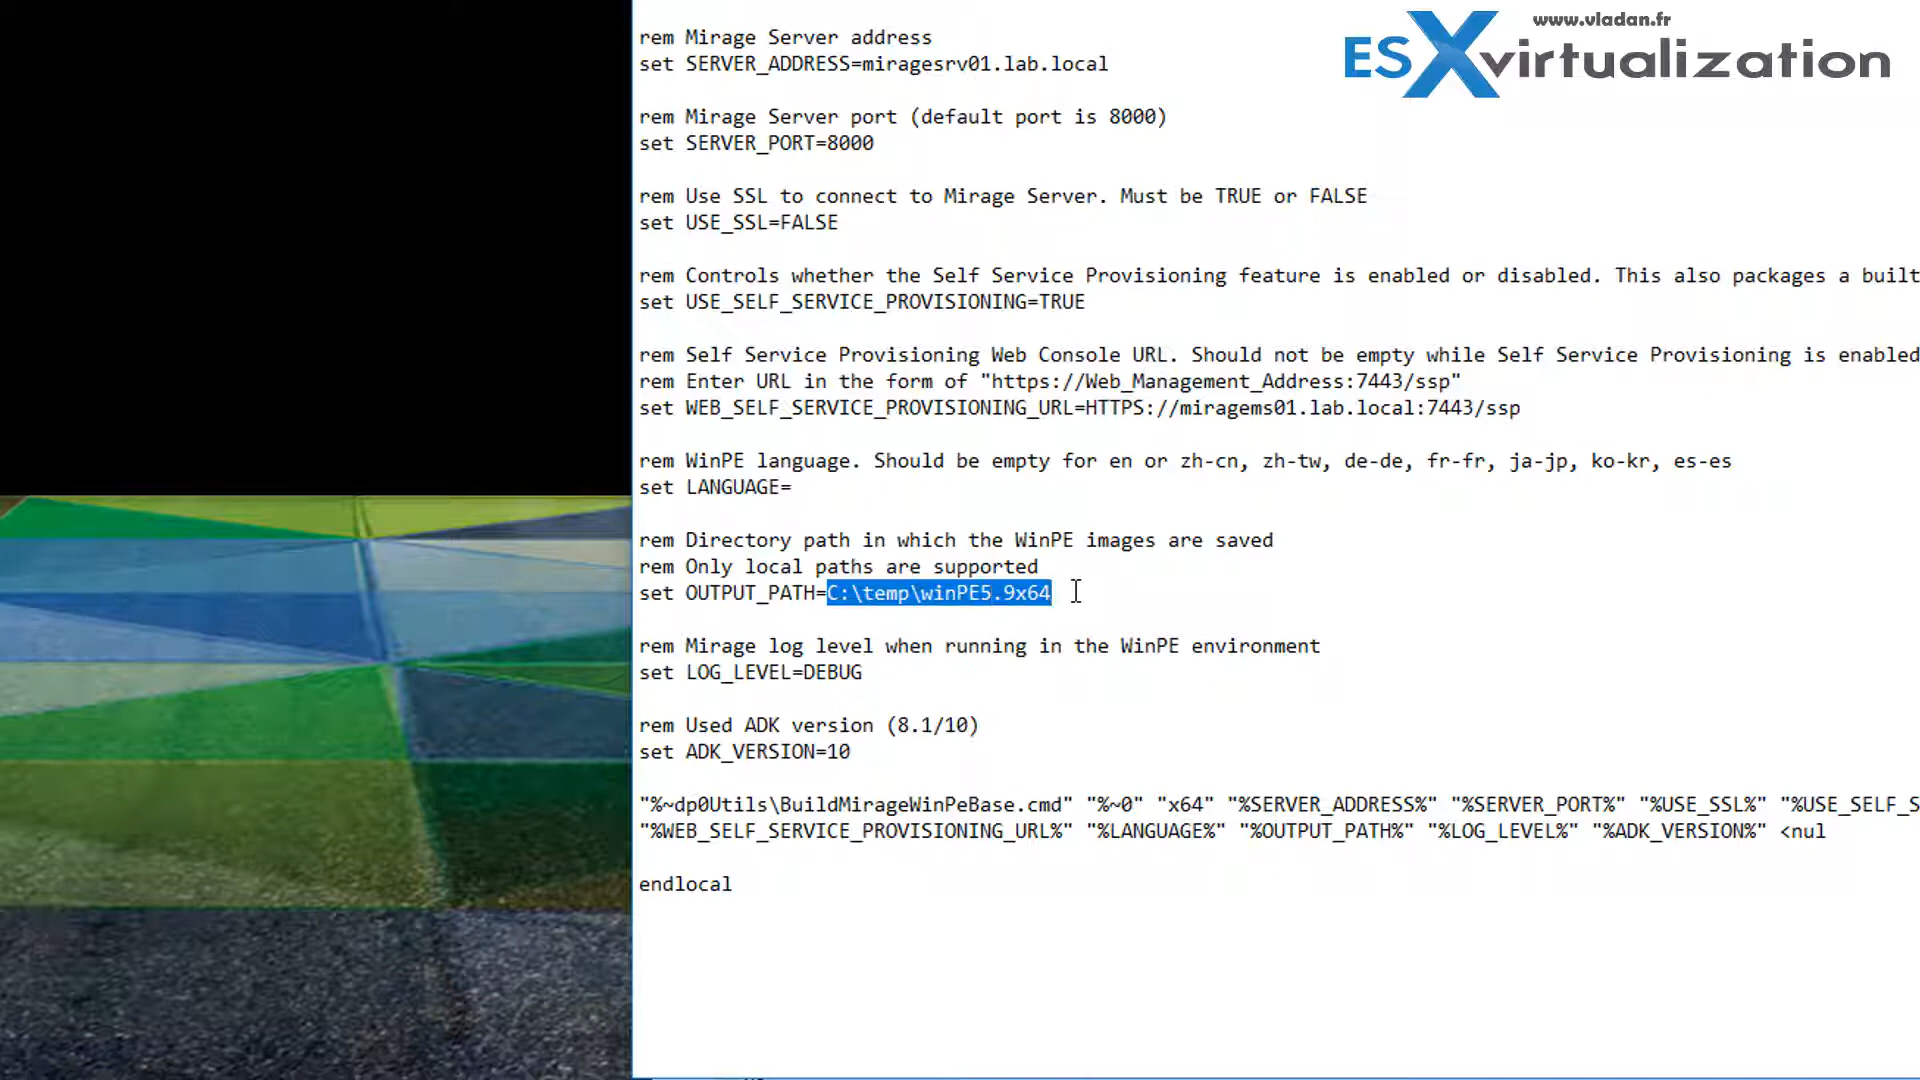 www.vladan.fr
ESXvirtualization
rem Mirage Server address
set SERVER_ADDRESS=miragesrv01.lab.local
rem Mirage Server port (default port is 8000)
set SERVER_PORT=8000
rem Use SSL to connect to Mirage Server. Must be TRUE or FALSE
set USE_SSL=FALSE
rem Controls whether the Self Service Provisioning feature is enabled or disabled. This also packages a built
set USE_SELF_SERVICE_PROVISIONING=TRUE
rem Self Service Provisioning Web Console URL. Should not be empty while Self Service Provisioning is enabled
rem Enter URL in the form of "https://Web_Management_Address:7443/ssp"
set WEB_SELF_SERVICE_PROVISIONING_URL=HTTPS://miragems01.lab.local:7443/ssp
rem WinPE language. Should be empty for en or zh-cn, zh-tw, de-de, fr-fr, ja-jp, ko-kr, es-es
set LANGUAGE=
rem Directory path in which the WinPE images are saved
rem Only local paths are supported
set OUTPUT_PATH=C:\temp\winPE5.9x64
rem Mirage log level when running in the WinPE environment
set LOG_LEVEL=DEBUG
rem Used ADK version (8.1/10)
set ADK_VERSION=10
"%~dp0Utils\BuildMirageWinPeBase.cmd" "%~0" "x64" "%SERVER_ADDRESS%" "%SERVER_PORT%" "%USE_SSL%" "%USE_SELF_S
"%WEB_SELF_SERVICE_PROVISIONING_URL%" "%LANGUAGE%" "%OUTPUT_PATH%" "%LOG_LEVEL%" "%ADK_VERSION%" <nul
endlocal